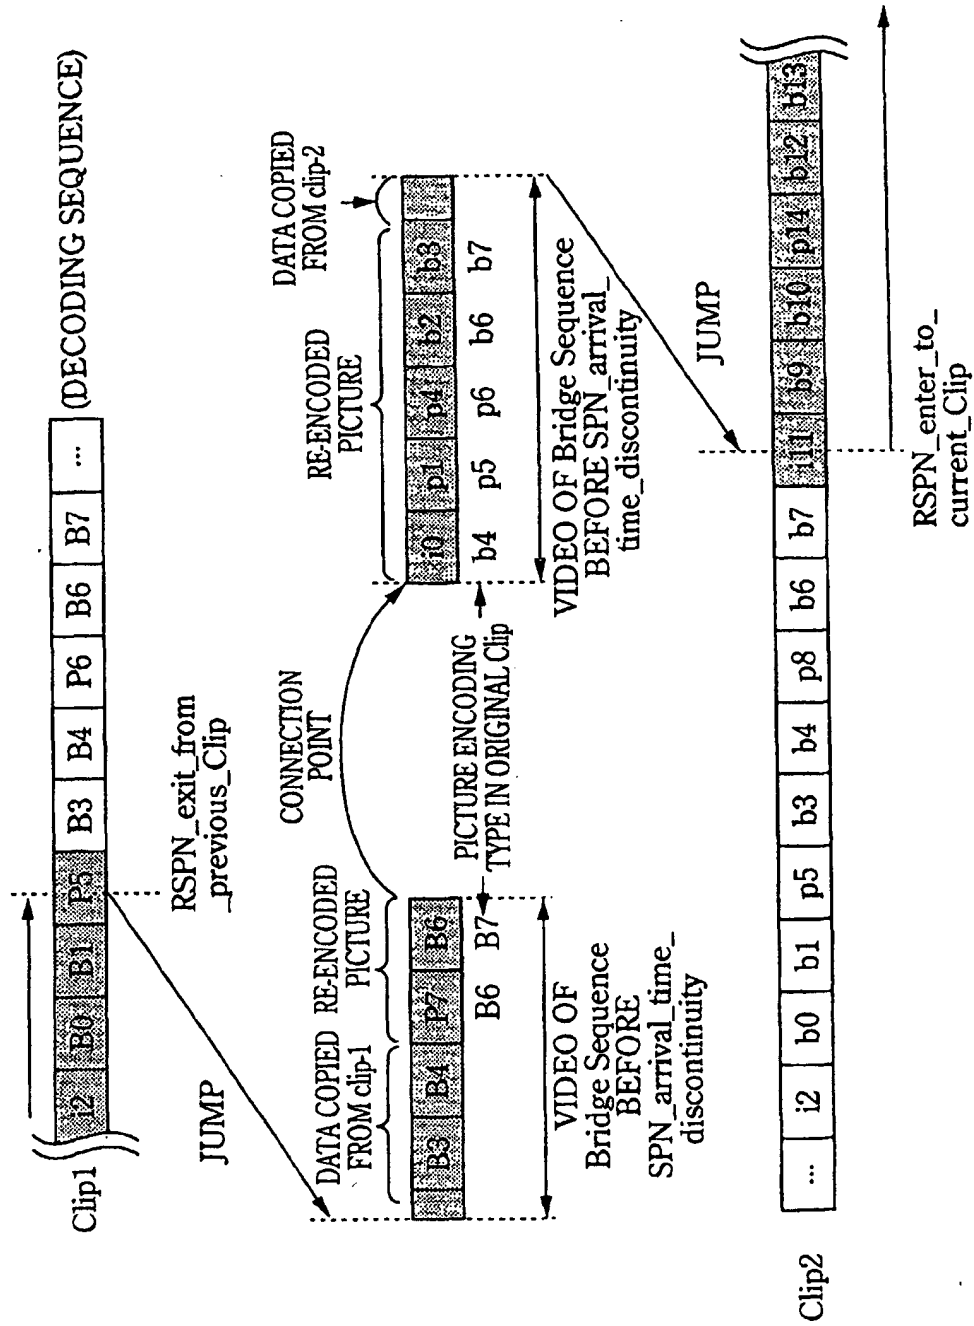 Clip1
i2 B0 B1 P5 B3 B4 P6 B6 B7 ...
(DECODING SEQUENCE)
RSPN_exit_from
_previous_Clip
JUMP
DATA COPIED
FROM clip-1
RE-ENCODED
PICTURE
CONNECTION
POINT
RE-ENCODED
PICTURE
DATA COPIED
FROM clip-2
B3 B4 P7 B6
i0 p1 p4 b2 b3
B6 B7
PICTURE ENCODING
TYPE IN ORIGINAL Clip
b4 p5 p6 b6 b7
VIDEO OF
Bridge Sequence
BEFORE
SPN_arrival_time_
discontinuity
VIDEO OF Bridge Sequence
BEFORE SPN_arrival_
time_discontinuity
JUMP
Clip2
... i2 b0 b1 p5 b3 b4 p8 b6 b7 i11 b9 b10 p14 b12 b13
RSPN_enter_to_
current_Clip